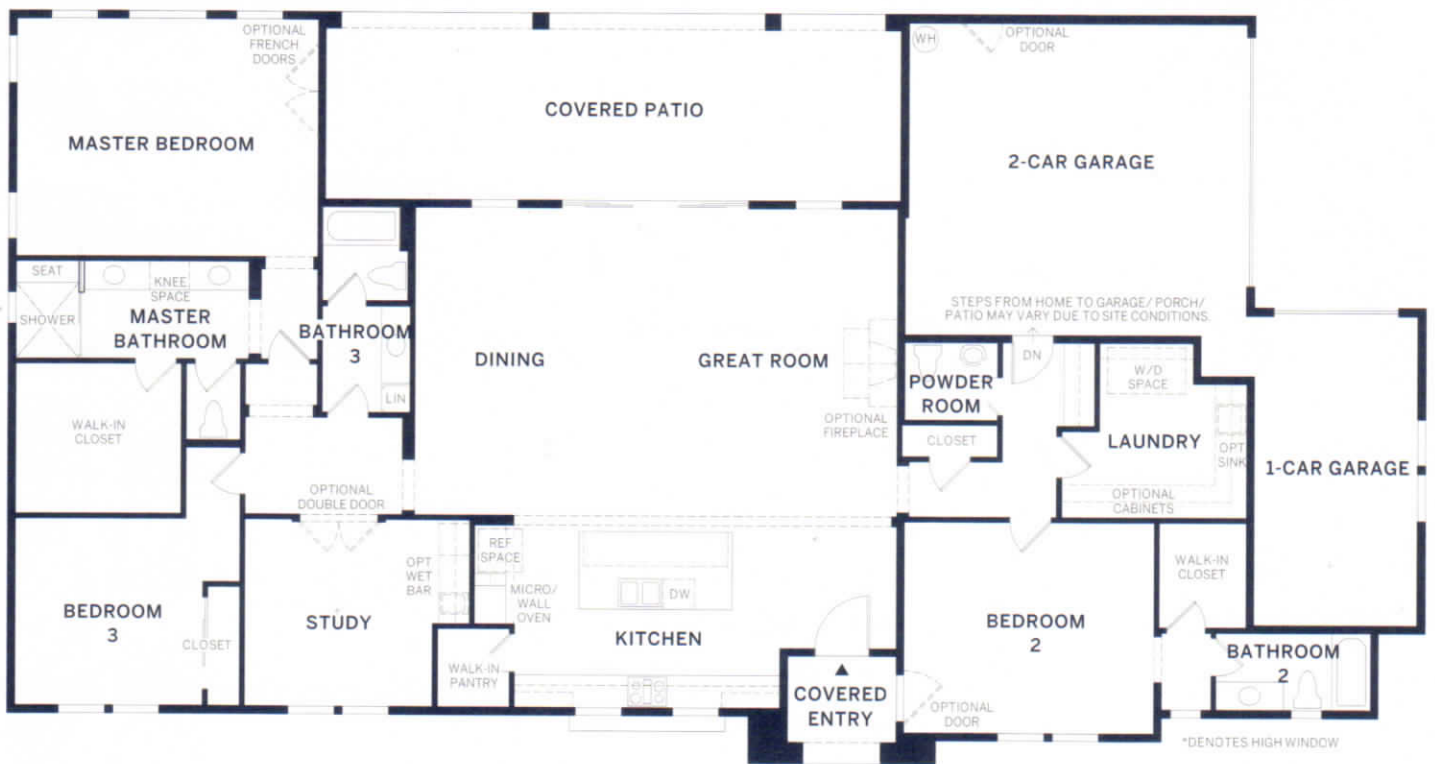 OPTIONAL
FRENCH
DOORS
WH
OPTIONAL
DOOR
COVERED PATIO
MASTER BEDROOM
2-CAR GARAGE
SEAT
KNEE
SPACE
SHOWER
MASTER
BATHROOM
BATHROOM
3
LIN
STEPS FROM HOME TO GARAGE/ PORCH/
PATIO MAY VARY DUE TO SITE CONDITIONS.
DINING
GREAT ROOM
DN
W/D
SPACE
POWDER
ROOM
OPTIONAL
FIREPLACE
WALK-IN
CLOSET
CLOSET
LAUNDRY
OPT
SINK
1-CAR GARAGE
OPTIONAL
DOUBLE DOOR
OPTIONAL
CABINETS
REF
SPACE
OPT
WET
BAR
MICRO/
WALL
OVEN
DW
WALK-IN
CLOSET
BEDROOM
3
CLOSET
STUDY
KITCHEN
BEDROOM
2
WALK-IN
PANTRY
COVERED
ENTRY
OPTIONAL
DOOR
BATHROOM
2
*DENOTES HIGH WINDOW